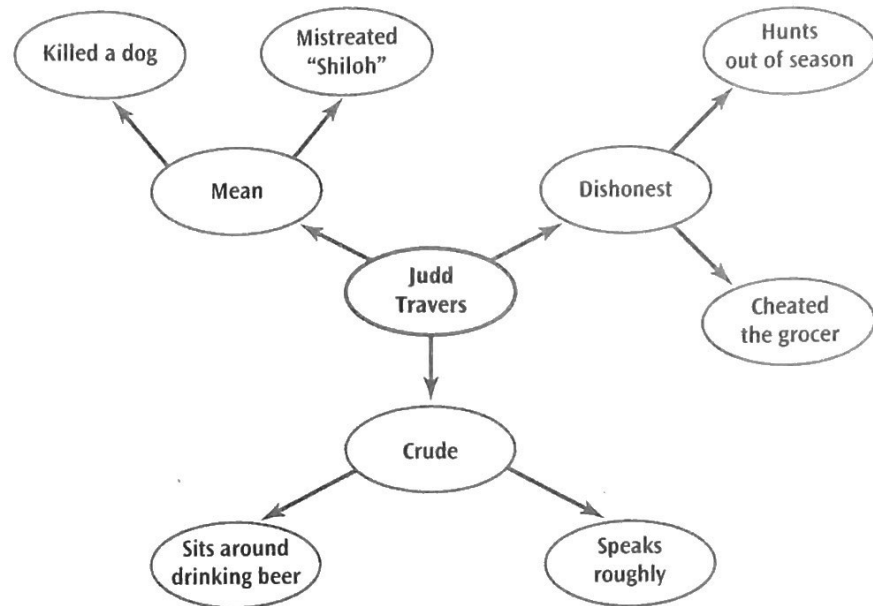 Killed a dog
Mistreated
“Shiloh”
Hunts
out of season
Mean
Dishonest
Judd
Travers
Cheated
the grocer
Crude
Sits around
drinking beer
Speaks
roughly